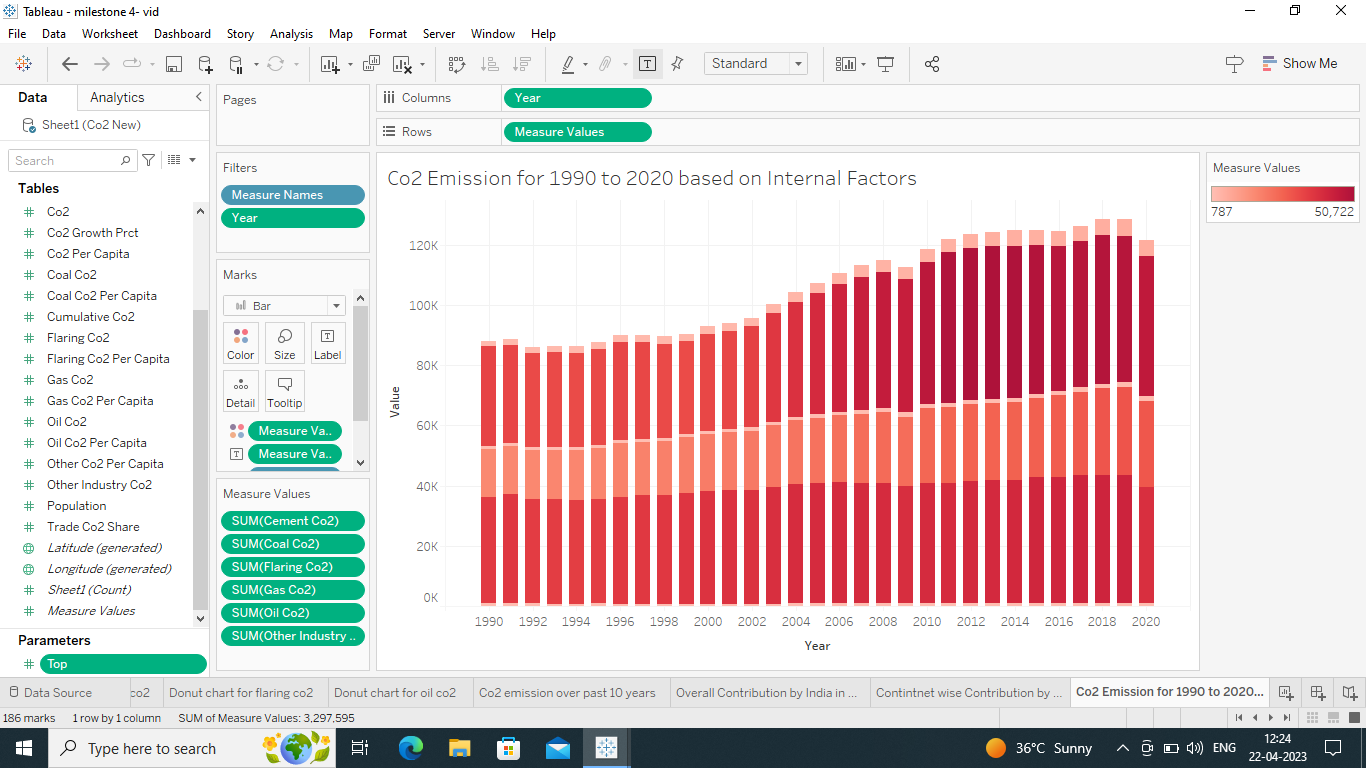 Tableau - milestone 4- vid
File Data Worksheet Dashboard Story Analysis Map Format Server Window Help
Standard
Show Me
Data Analytics
Sheet1 (Co2 New)
Search
Tables
Co2
Co2 Growth Prct
Co2 Per Capita
Coal Co2
Coal Co2 Per Capita
Cumulative Co2
Flaring Co2
Flaring Co2 Per Capita
Gas Co2
Gas Co2 Per Capita
Oil Co2
Oil Co2 Per Capita
Other Co2 Per Capita
Other Industry Co2
Population
Trade Co2 Share
Latitude (generated)
Longitude (generated)
Sheet1 (Count)
Measure Values
Parameters
Top
Pages
Filters
Measure Names
Year
Marks
Bar
Color Size Label
Detail Tooltip
Measure Va..
Measure Va..
Measure Values
SUM(Cement Co2)
SUM(Coal Co2)
SUM(Flaring Co2)
SUM(Gas Co2)
SUM(Oil Co2)
SUM(Other Industry ..
Columns Year
Rows Measure Values
Co2 Emission for 1990 to 2020 based on Internal Factors
120K
100K
80K
60K
40K
20K
0K
Value
1990 1992 1994 1996 1998 2000 2002 2004 2006 2008 2010 2012 2014 2016 2018 2020
Year
Measure Values
787 50,722
Data Source co2 Donut chart for flaring co2 Donut chart for oil co2 Co2 emission over past 10 years Overall Contribution by India in ... Contintnet wise Contribution by ... Co2 Emission for 1990 to 2020...
186 marks 1 row by 1 column SUM of Measure Values: 3,297,595
Type here to search
36°C Sunny
ENG
12:24
22-04-2023